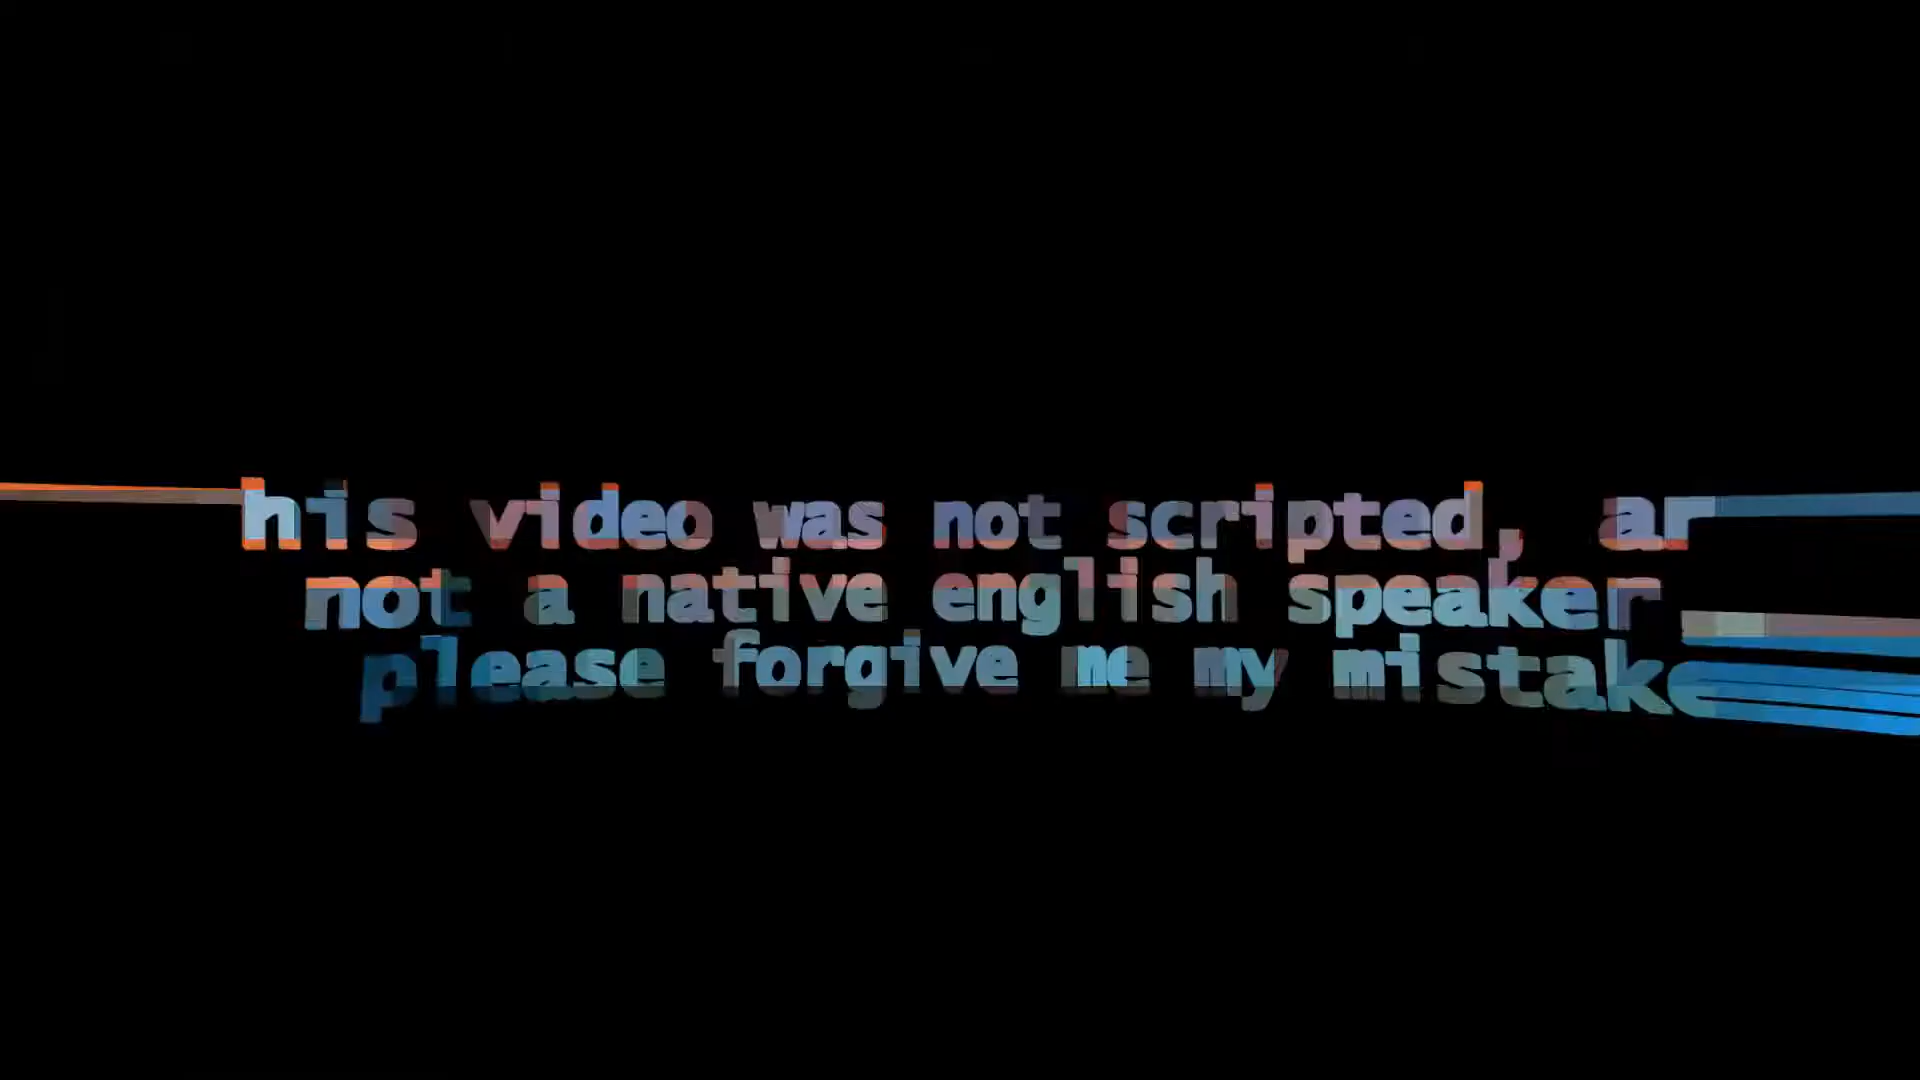 his video was not scripted, ar
not a native english speaker
please forgive me my mistake